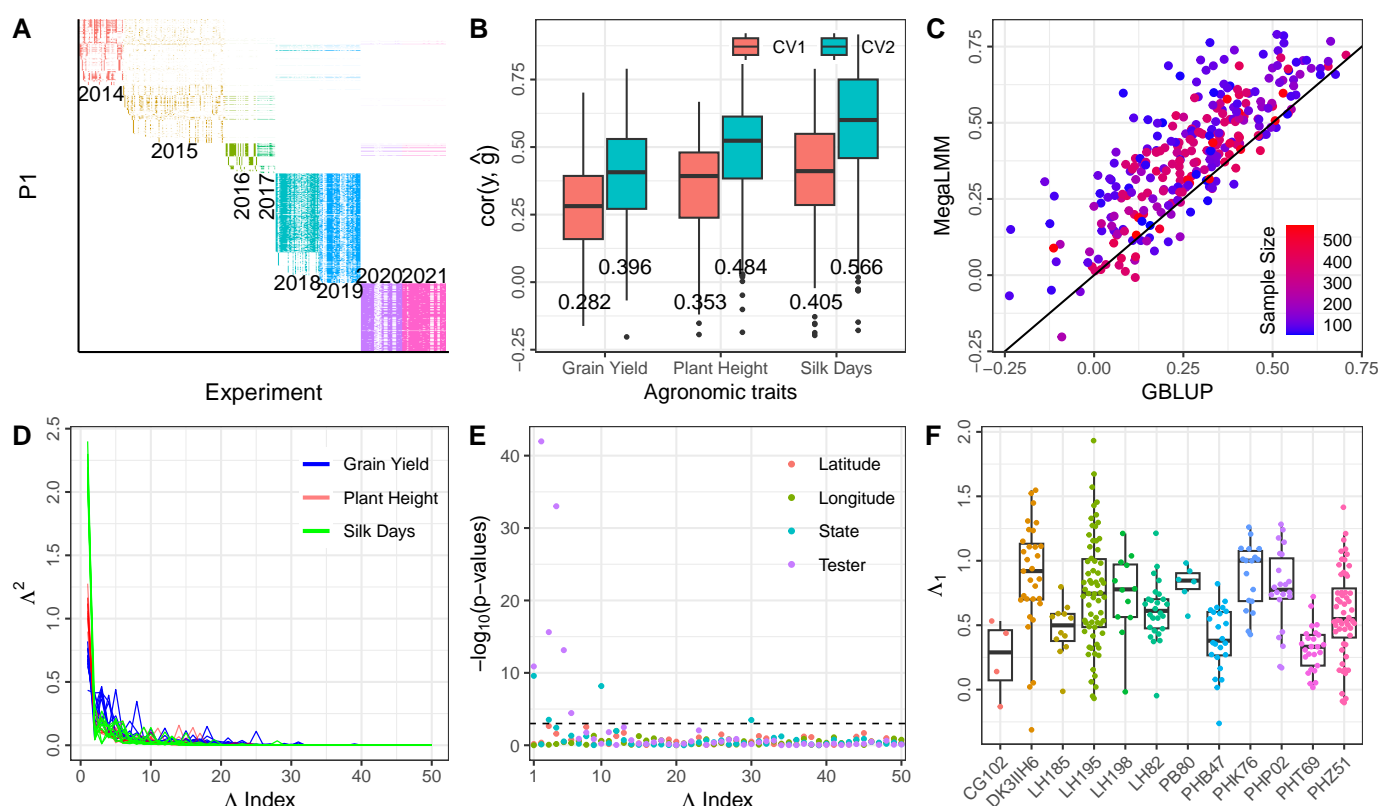 A
P1
2014
2015
2016
2017
2018
2019
2020
2021
Experiment
B
CV1
CV2
cor(y, ĝ)
0.75
0.50
0.25
0.00
−0.25
0.282
0.396
0.353
0.484
0.405
0.566
Grain Yield
Plant Height
Silk Days
Agronomic traits
C
MegaLMM
0.75
0.50
0.25
0.00
−0.25
Sample Size
500
400
300
200
100
−0.25
0.00
0.25
0.50
0.75
GBLUP
D
Λ²
2.5
2.0
1.5
1.0
0.5
0.0
Grain Yield
Plant Height
Silk Days
0
10
20
30
40
50
Λ Index
E
−log₁₀(p−values)
40
30
20
10
0
Latitude
Longitude
State
Tester
1
10
20
30
40
50
Λ Index
F
Λ₁
2.0
1.5
1.0
0.5
0.0
CG102
DK3IIH6
LH185
LH195
LH198
LH82
PB80
PHB47
PHK76
PHP02
PHT69
PHZ51